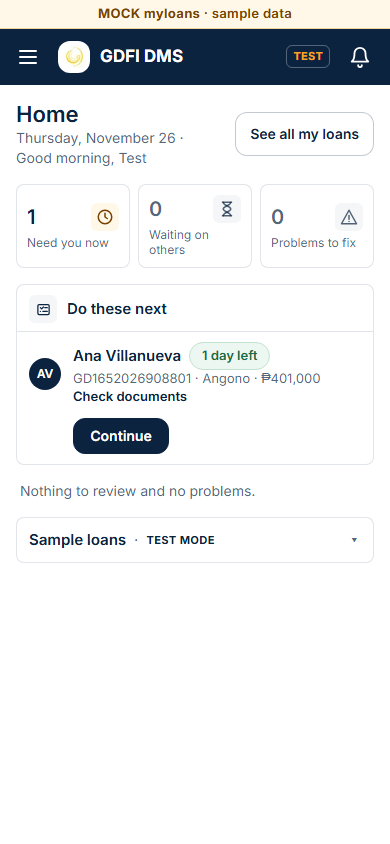 MOCK myloans · sample data
GDFI DMS
TEST
Home
Thursday, November 26 ·
Good morning, Test
See all my loans
1
Need you now
0
Waiting on
others
0
Problems to fix
Do these next
AV
Ana Villanueva
1 day left
GD1652026908801 · Angono · ₱401,000
Check documents
Continue
Nothing to review and no problems.
Sample loans · TEST MODE